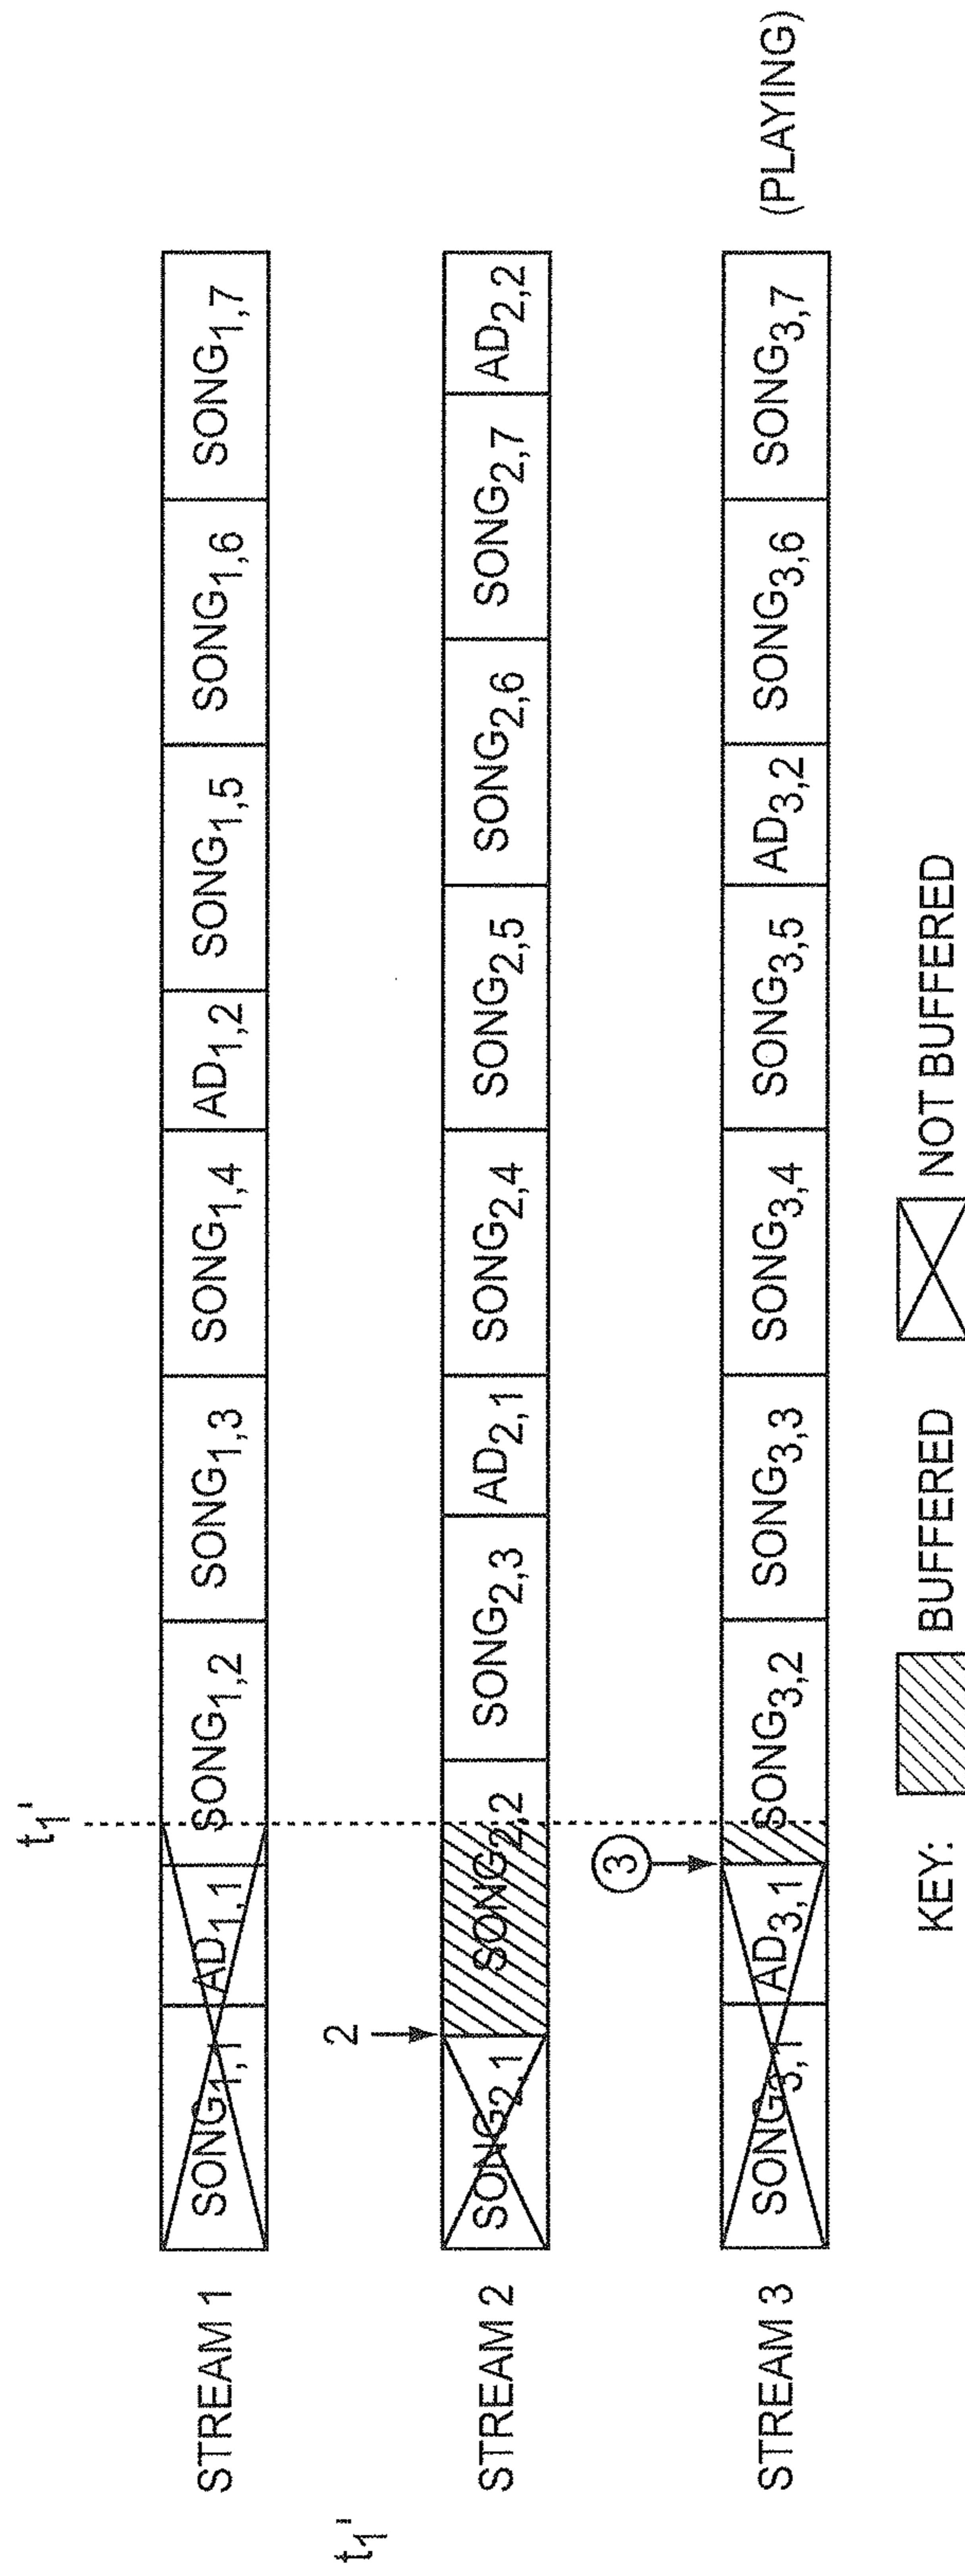 t1'
t1'
STREAM 1 SONG1,1 AD1,1 SONG1,2 SONG1,3 SONG1,4 AD1,2 SONG1,5 SONG1,6 SONG1,7
2
STREAM 2 SONG2,1 SONG2,2 SONG2,3 AD2,1 SONG2,4 SONG2,5 SONG2,6 SONG2,7 AD2,2
3
STREAM 3 SONG3,1 AD3,1 SONG3,2 SONG3,3 SONG3,4 SONG3,5 AD3,2 SONG3,6 SONG3,7 (PLAYING)
KEY: BUFFERED NOT BUFFERED